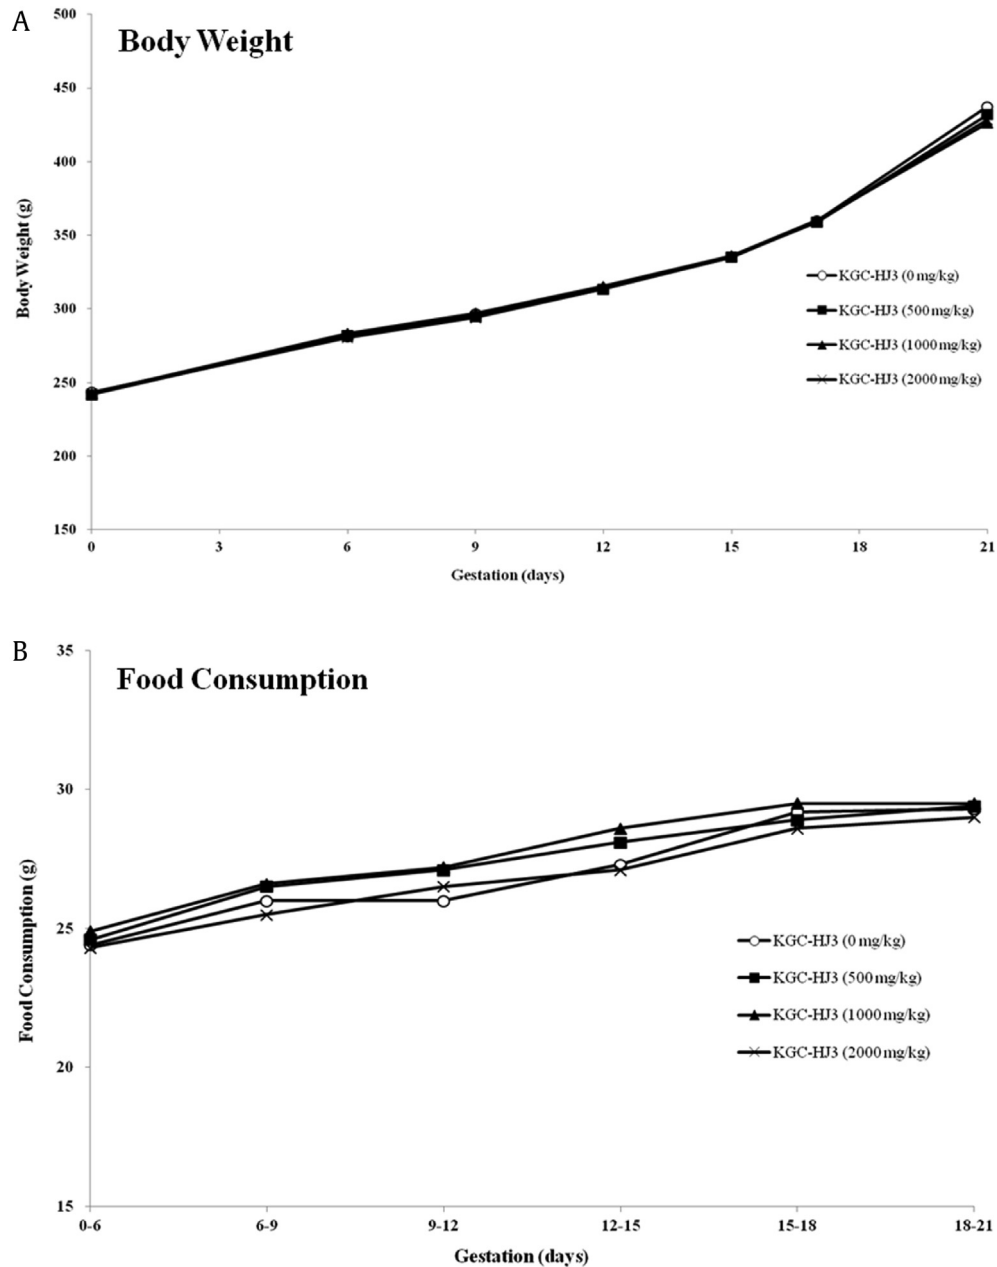 A
Body Weight
500
450
400
350
300
250
200
150
Body Weight (g)
KGC-HJ3 (0 mg/kg)
KGC-HJ3 (500 mg/kg)
KGC-HJ3 (1000 mg/kg)
KGC-HJ3 (2000 mg/kg)
0 3 6 9 12 15 18 21
Gestation (days)
B
Food Consumption
35
30
25
20
15
Food Consumption (g)
KGC-HJ3 (0 mg/kg)
KGC-HJ3 (500 mg/kg)
KGC-HJ3 (1000 mg/kg)
KGC-HJ3 (2000 mg/kg)
0-6 6-9 9-12 12-15 15-18 18-21
Gestation (days)